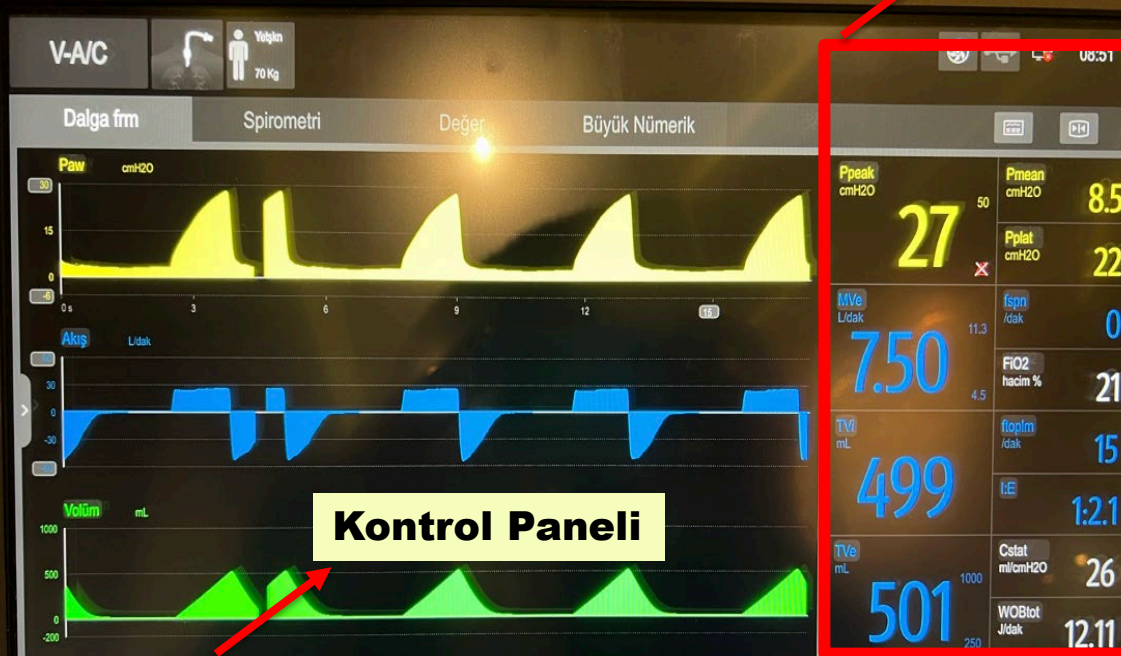 V-A/C
Yetşkn
70 Kg
08:51
Dalga frm
Spirometri
Değer
Büyük Nümerik
Paw
cmH2O
30
15
0
-6
0 s
3
6
9
12
15
Akış
L/dak
30
0
-30
Volüm
mL
1000
500
0
-200
Kontrol Paneli
Ppeak
cmH2O
27
50
Pmean
cmH2O
8.5
Pplat
cmH2O
22
MVe
L/dak
7.50
11.3
4.5
fspn
/dak
0
FiO2
hacim %
21
TVi
mL
499
ftoplm
/dak
15
I:E
1:2.1
TVe
mL
501
1000
250
Cstat
ml/cmH2O
26
WOBtot
J/dak
12.11